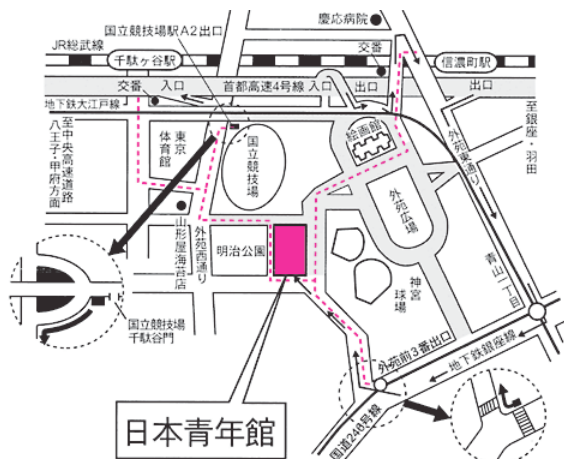 慶応病院
国立競技場駅A2出口
JR総武線
千駄ヶ谷駅
交番
信濃町駅
交番
入口
首都高速4号線
入口
出口
出口
地下鉄大江戸線
至中央高速道路
八王子・甲府方面
東京
体育館
国立競技場
絵画館
外苑東通り
至銀座・羽田
山形屋海苔店
外苑西通り
明治公園
外苑広場
神宮
球場
青山一丁目
国立競技場
千駄谷門
外苑前3番出口
地下鉄銀座線
日本青年館
国道246号線